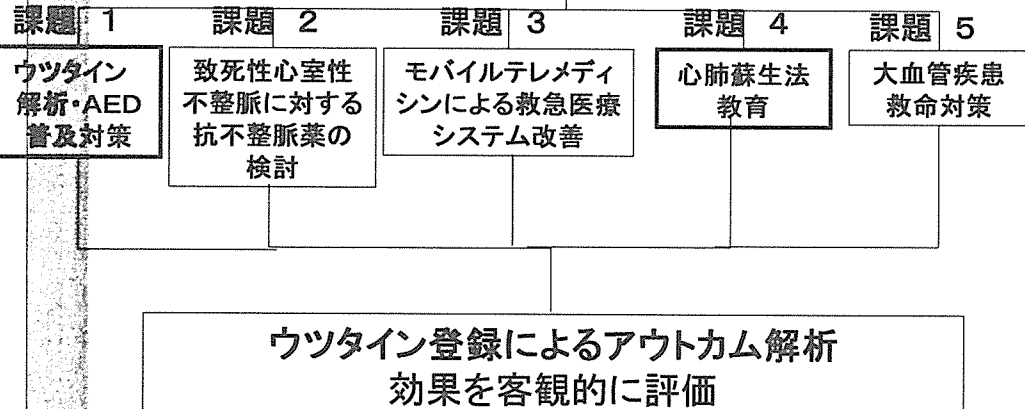 課題 1
課題 2
課題 3
課題 4
課題 5
ウツタイン
解析・AED
普及対策
致死性心室性
不整脈に対する
抗不整脈薬の
検討
モバイルテレメディ
シンによる救急医療
システム改善
心肺蘇生法
教育
大血管疾患
救命対策
ウツタイン登録によるアウトカム解析
効果を客観的に評価